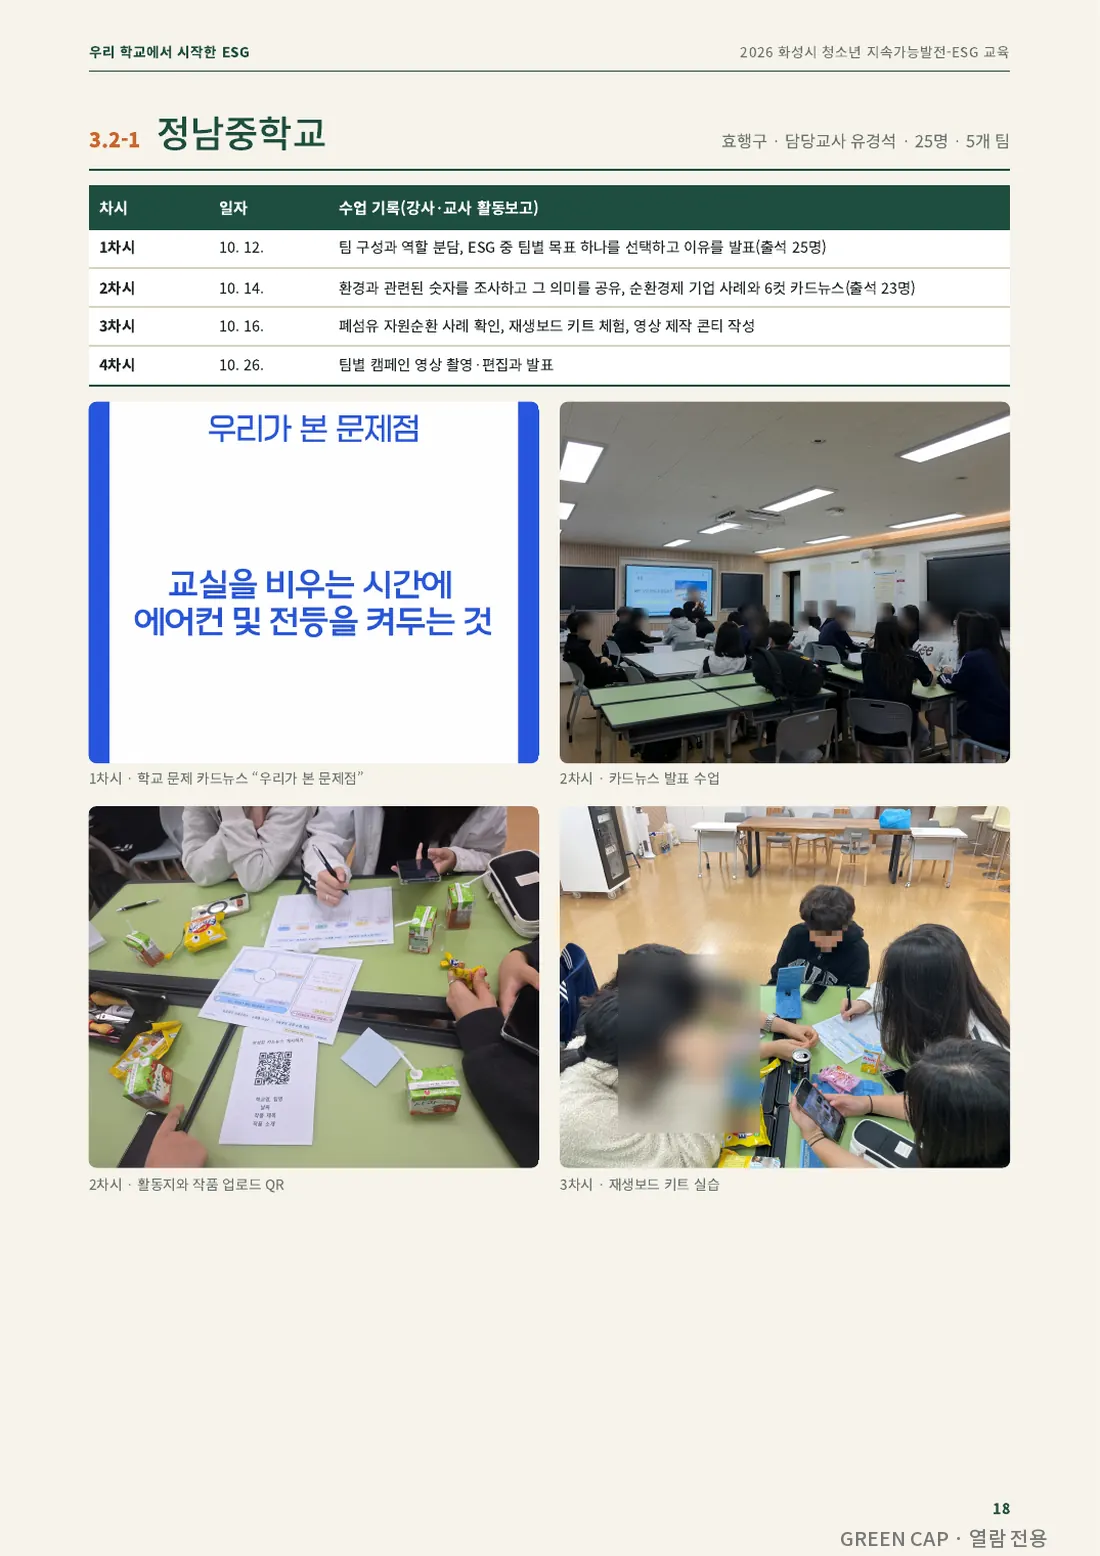 우리 학교에서 시작한 ESG
2026 화성시 청소년 지속가능발전-ESG 교육
3.2-1 정남중학교
효행구 · 담당교사 유경석 · 25명 · 5개 팀
차시 일자 수업 기록(강사·교사 활동보고)
1차시 10. 12. 팀 구성과 역할 분담, ESG 중 팀별 목표 하나를 선택하고 이유를 발표(출석 25명)
2차시 10. 14. 환경과 관련된 숫자를 조사하고 그 의미를 공유, 순환경제 기업 사례와 6컷 카드뉴스(출석 23명)
3차시 10. 16. 폐섬유 자원순환 사례 확인, 재생보드 키트 체험, 영상 제작 콘티 작성
4차시 10. 26. 팀별 캠페인 영상 촬영·편집과 발표
우리가 본 문제점
교실을 비우는 시간에
에어컨 및 전등을 켜두는 것
1차시 · 학교 문제 카드뉴스 “우리가 본 문제점”
2차시 · 카드뉴스 발표 수업
2차시 · 활동지와 작품 업로드 QR
3차시 · 재생보드 키트 실습
18
GREEN CAP · 열람 전용